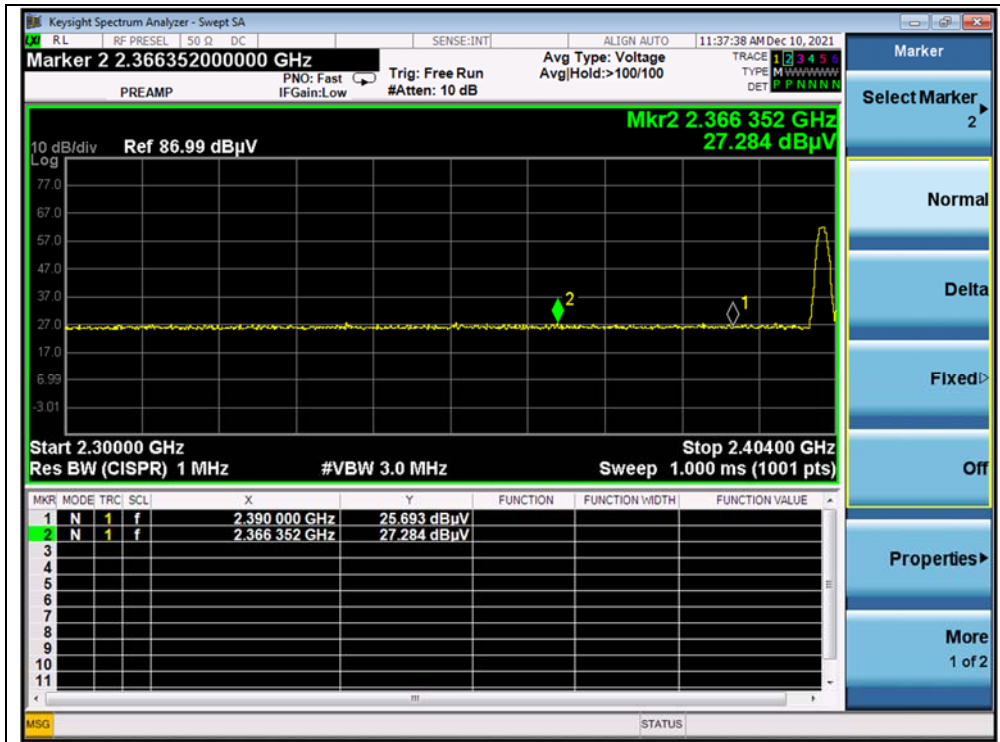 Keysight Spectrum Analyzer - Swept SA
LXI RL RF PRESEL 50 Ω DC SENSE:INT ALIGN AUTO 11:37:38 AM Dec 10, 2021
Marker 2 2.366352000000 GHz
Avg Type: Voltage TRACE 1 2 3 4 5 6
PNO: Fast Trig: Free Run Avg|Hold:>100/100 TYPE M W W W W W
PREAMP IFGain:Low #Atten: 10 dB DET P P N N N N
Mkr2 2.366 352 GHz
10 dB/div Ref 86.99 dBµV 27.284 dBµV
Log
77.0
67.0
57.0
47.0
37.0
27.0
17.0
6.99
-3.01
2
1
Start 2.30000 GHz Stop 2.40400 GHz
Res BW (CISPR) 1 MHz #VBW 3.0 MHz Sweep 1.000 ms (1001 pts)
MKR MODE TRC SCL X Y FUNCTION FUNCTION WIDTH FUNCTION VALUE
1 N 1 f 2.390 000 GHz 25.693 dBµV
2 N 1 f 2.366 352 GHz 27.284 dBµV
3
4
5
6
7
8
9
10
11
MSG STATUS
Marker
Select Marker
2
Normal
Delta
Fixed
Off
Properties
More
1 of 2